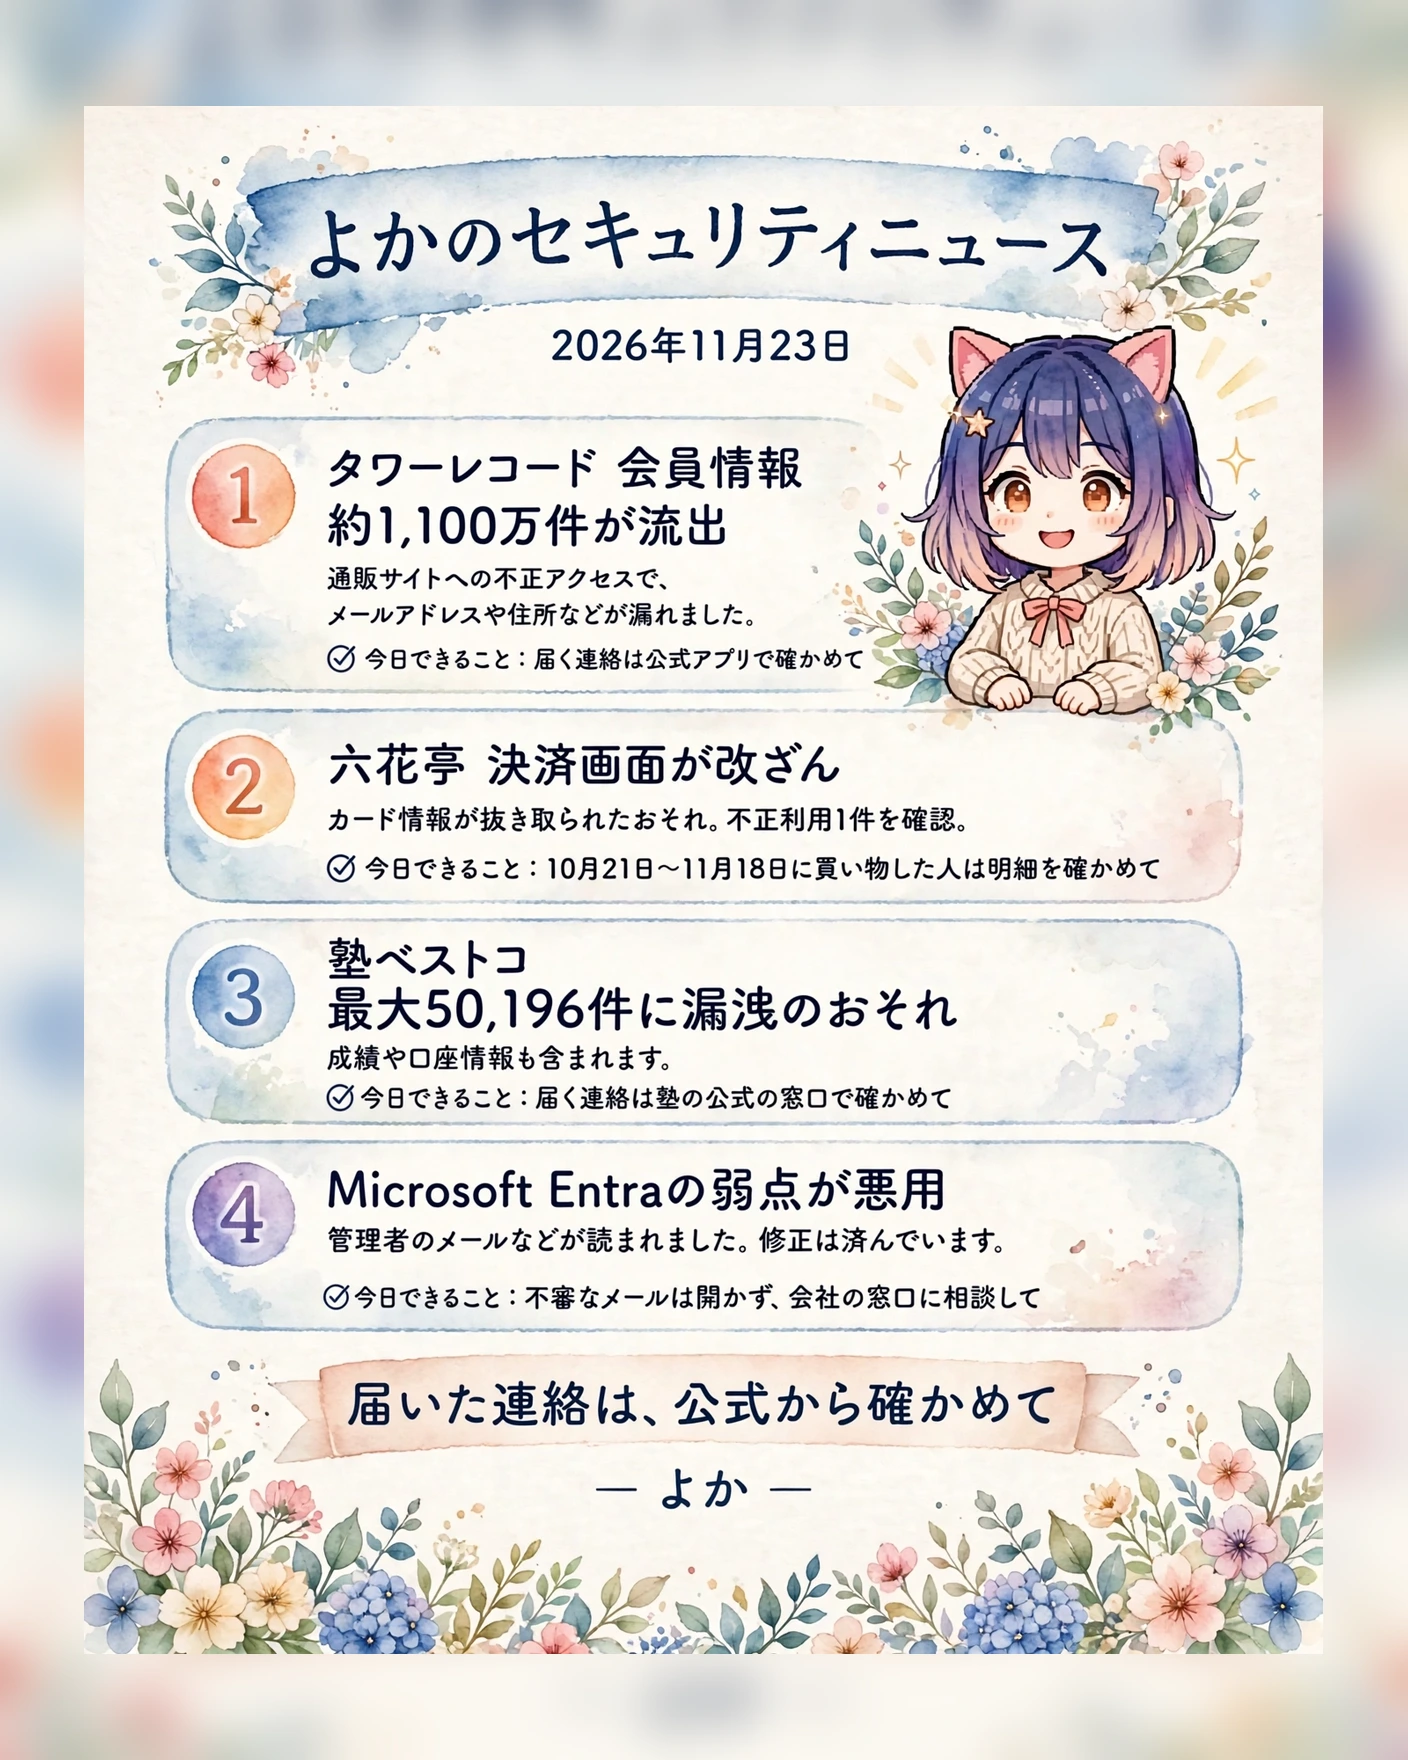 よかのセキュリティニュース
2026年11月23日
1
タワーレコード 会員情報
約1,100万件が流出
通販サイトへの不正アクセスで、
メールアドレスや住所などが漏れました。
今日できること：届く連絡は公式アプリで確かめて
2
六花亭 決済画面が改ざん
カード情報が抜き取られたおそれ。不正利用1件を確認。
今日できること：10月21日〜11月18日に買い物した人は明細を確かめて
3
塾ベストコ
最大50,196件に漏洩のおそれ
成績や口座情報も含まれます。
今日できること：届く連絡は塾の公式の窓口で確かめて
4
Microsoft Entraの弱点が悪用
管理者のメールなどが読まれました。修正は済んでいます。
今日できること：不審なメールは開かず、会社の窓口に相談して
届いた連絡は、公式から確かめて
― よか ―